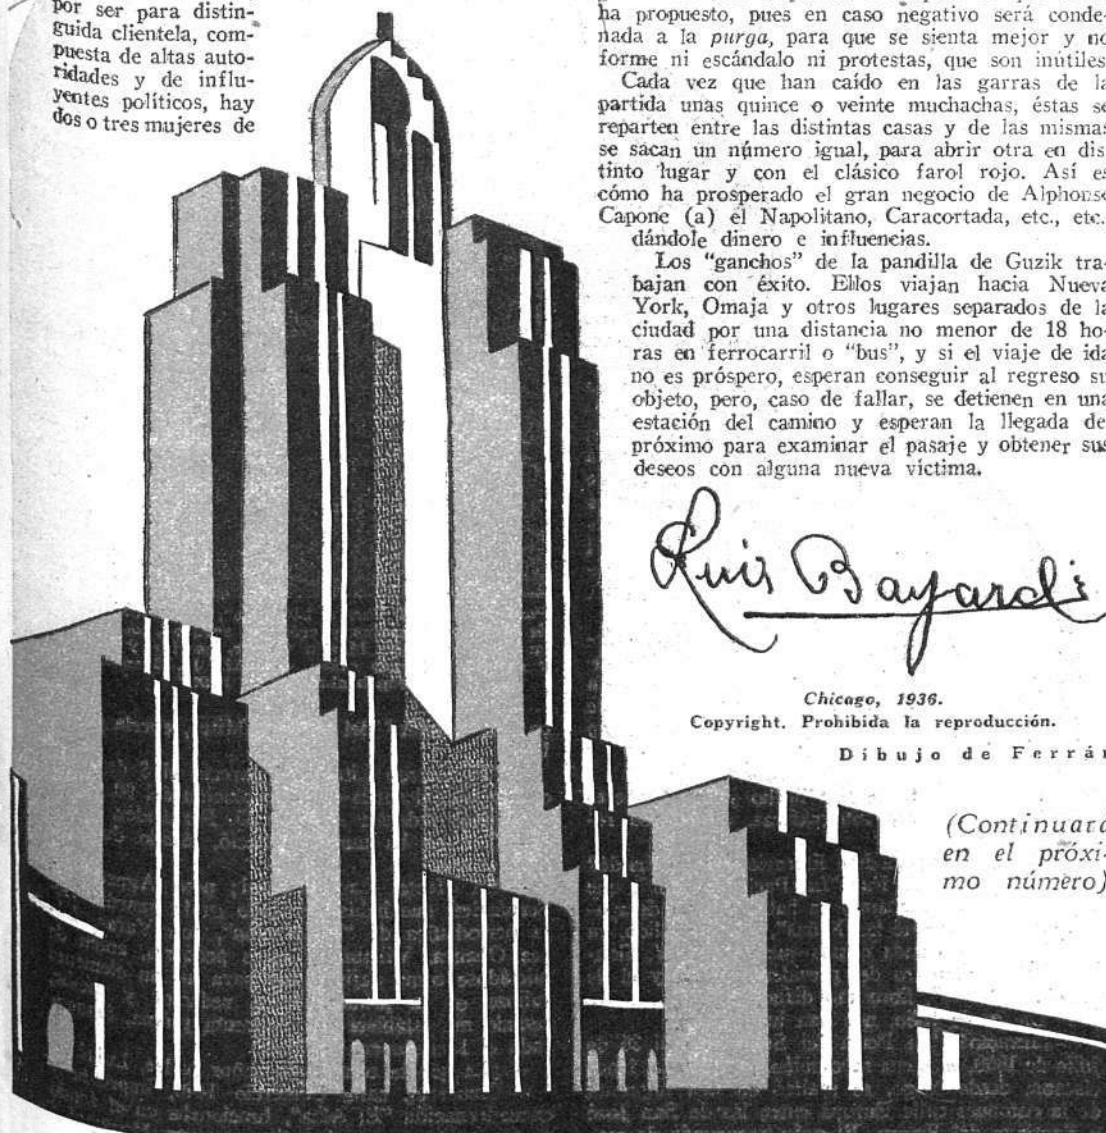 por ser para distin-
guida clientela, com-
puesta de altas auto-
ridades y de influ-
yentes políticos, hay
dos o tres mujeres de
ha propuesto, pues en caso negativo será conde-
nada a la purga, para que se sienta mejor y no
forme ni escándalo ni protestas, que son inútiles
Cada vez que han caído en las garras de la
partida unas quince o veinte muchachas, éstas se
reparten entre las distintas casas y de las mismas
se sacan un número igual, para abrir otra en dis
tinto lugar y con el clásico farol rojo. Así es
cómo ha prosperado el gran negocio de Alphonse
Capone (a) el Napolitano, Caracortada, etc., etc.
dándole dinero e influencias.
Los "ganchos" de la pandilla de Guzik tra-
bajan con éxito. Ellos viajan hacia Nueva
York, Omaja y otros lugares separados de la
ciudad por una distancia no menor de 18 ho-
ras en ferrocarril o "bus", y si el viaje de ida
no es próspero, esperan conseguir al regreso su
objeto, pero, caso de fallar, se detienen en una
estación del camino y esperan la llegada de
próximo para examinar el pasaje y obtener sus
deseos con alguna nueva víctima.
Luis Bayardi
Chicago, 1936.
Copyright. Prohibida la reproducción.
Dibujo de Ferrán
(Continuará
en el próxi-
mo número)